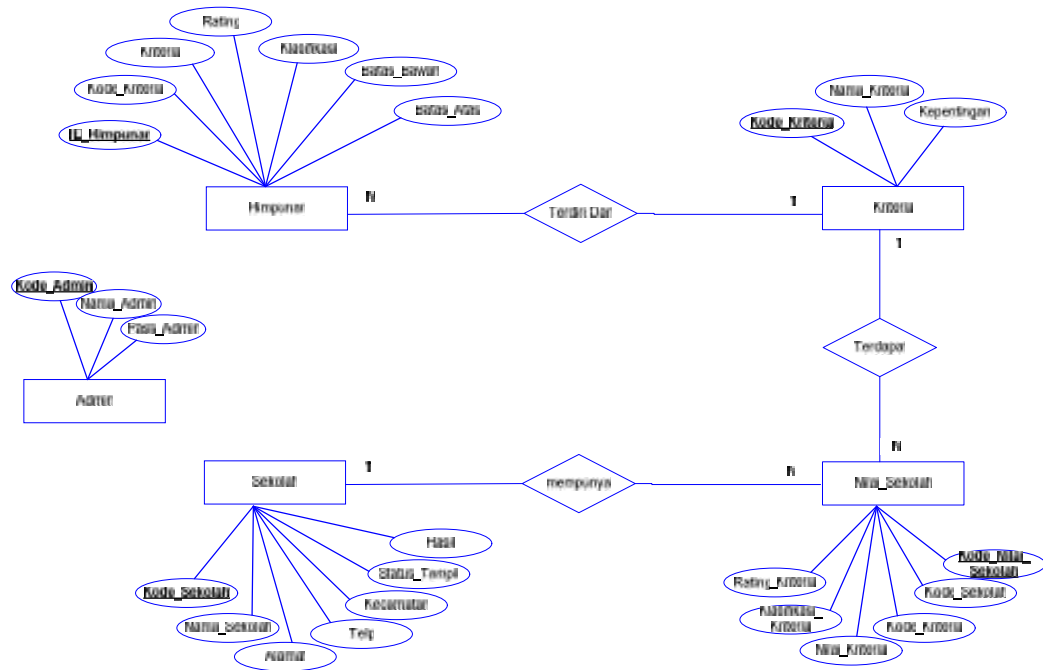 Rating
Kriteria
Klasifikasi
Kode_Kriteria
Batas_Bawah
ID_Himpunan
Batas_Atas
Nama_Kriteria
Kode_Kriteria
Kepentingan
Himpunan
N
Terdiri Dari
1
Kriteria
1
Kode_Admin
Nama_Admin
Pass_Admin
Admin
Terdapat
N
Sekolah
1
mempunyai
N
Nilai_Sekolah
Hasil
Status_Tampil
Kode_Sekolah
Kecamatan
Nama_Sekolah
Telp
Alamat
Kode_Nilai_
Sekolah
Rating_Kriteria
Kode_Sekolah
Klasifikasi_
Kriteria
Kode_Kriteria
Nilai_Kriteria